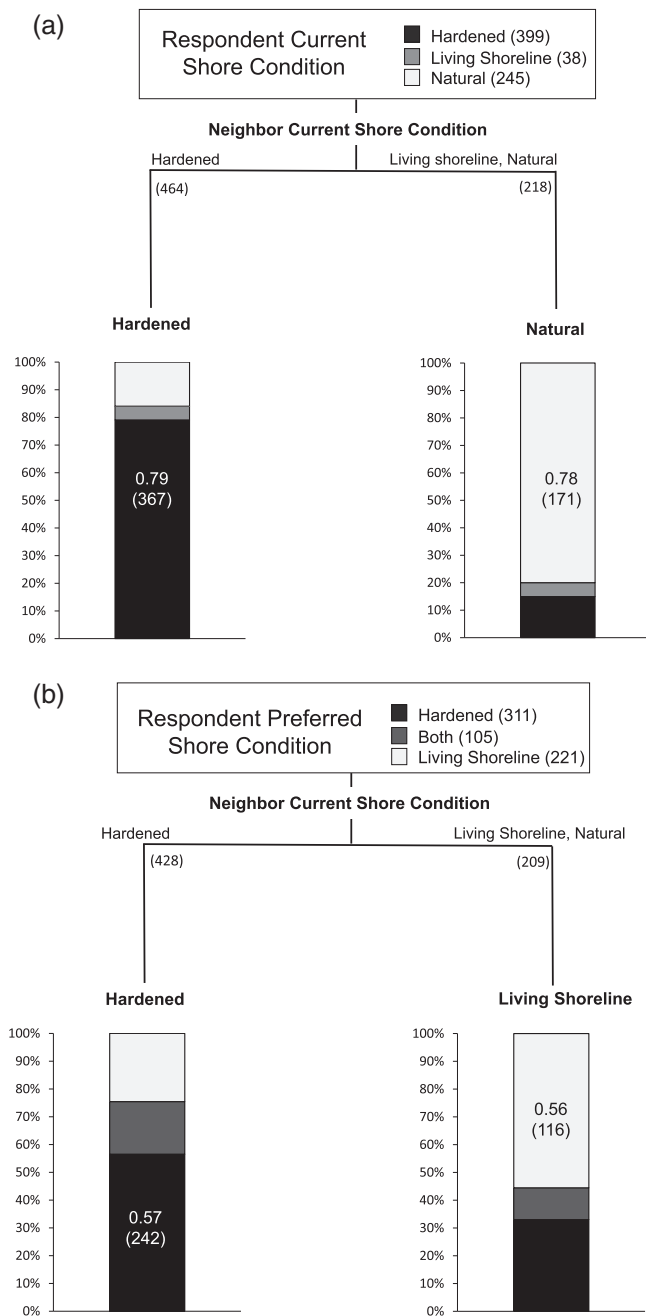 (a)
Respondent Current
Shore Condition
Hardened (399)
Living Shoreline (38)
Natural (245)
Neighbor Current Shore Condition
Hardened
Living shoreline, Natural
(464)
(218)
Hardened
Natural
100%
90%
80%
70%
60%
50%
40%
30%
20%
10%
0%
0.79
(367)
100%
90%
80%
70%
60%
50%
40%
30%
20%
10%
0%
0.78
(171)
(b)
Respondent Preferred
Shore Condition
Hardened (311)
Both (105)
Living Shoreline (221)
Neighbor Current Shore Condition
Hardened
Living Shoreline, Natural
(428)
(209)
Hardened
Living Shoreline
100%
90%
80%
70%
60%
50%
40%
30%
20%
10%
0%
0.57
(242)
100%
90%
80%
70%
60%
50%
40%
30%
20%
10%
0%
0.56
(116)